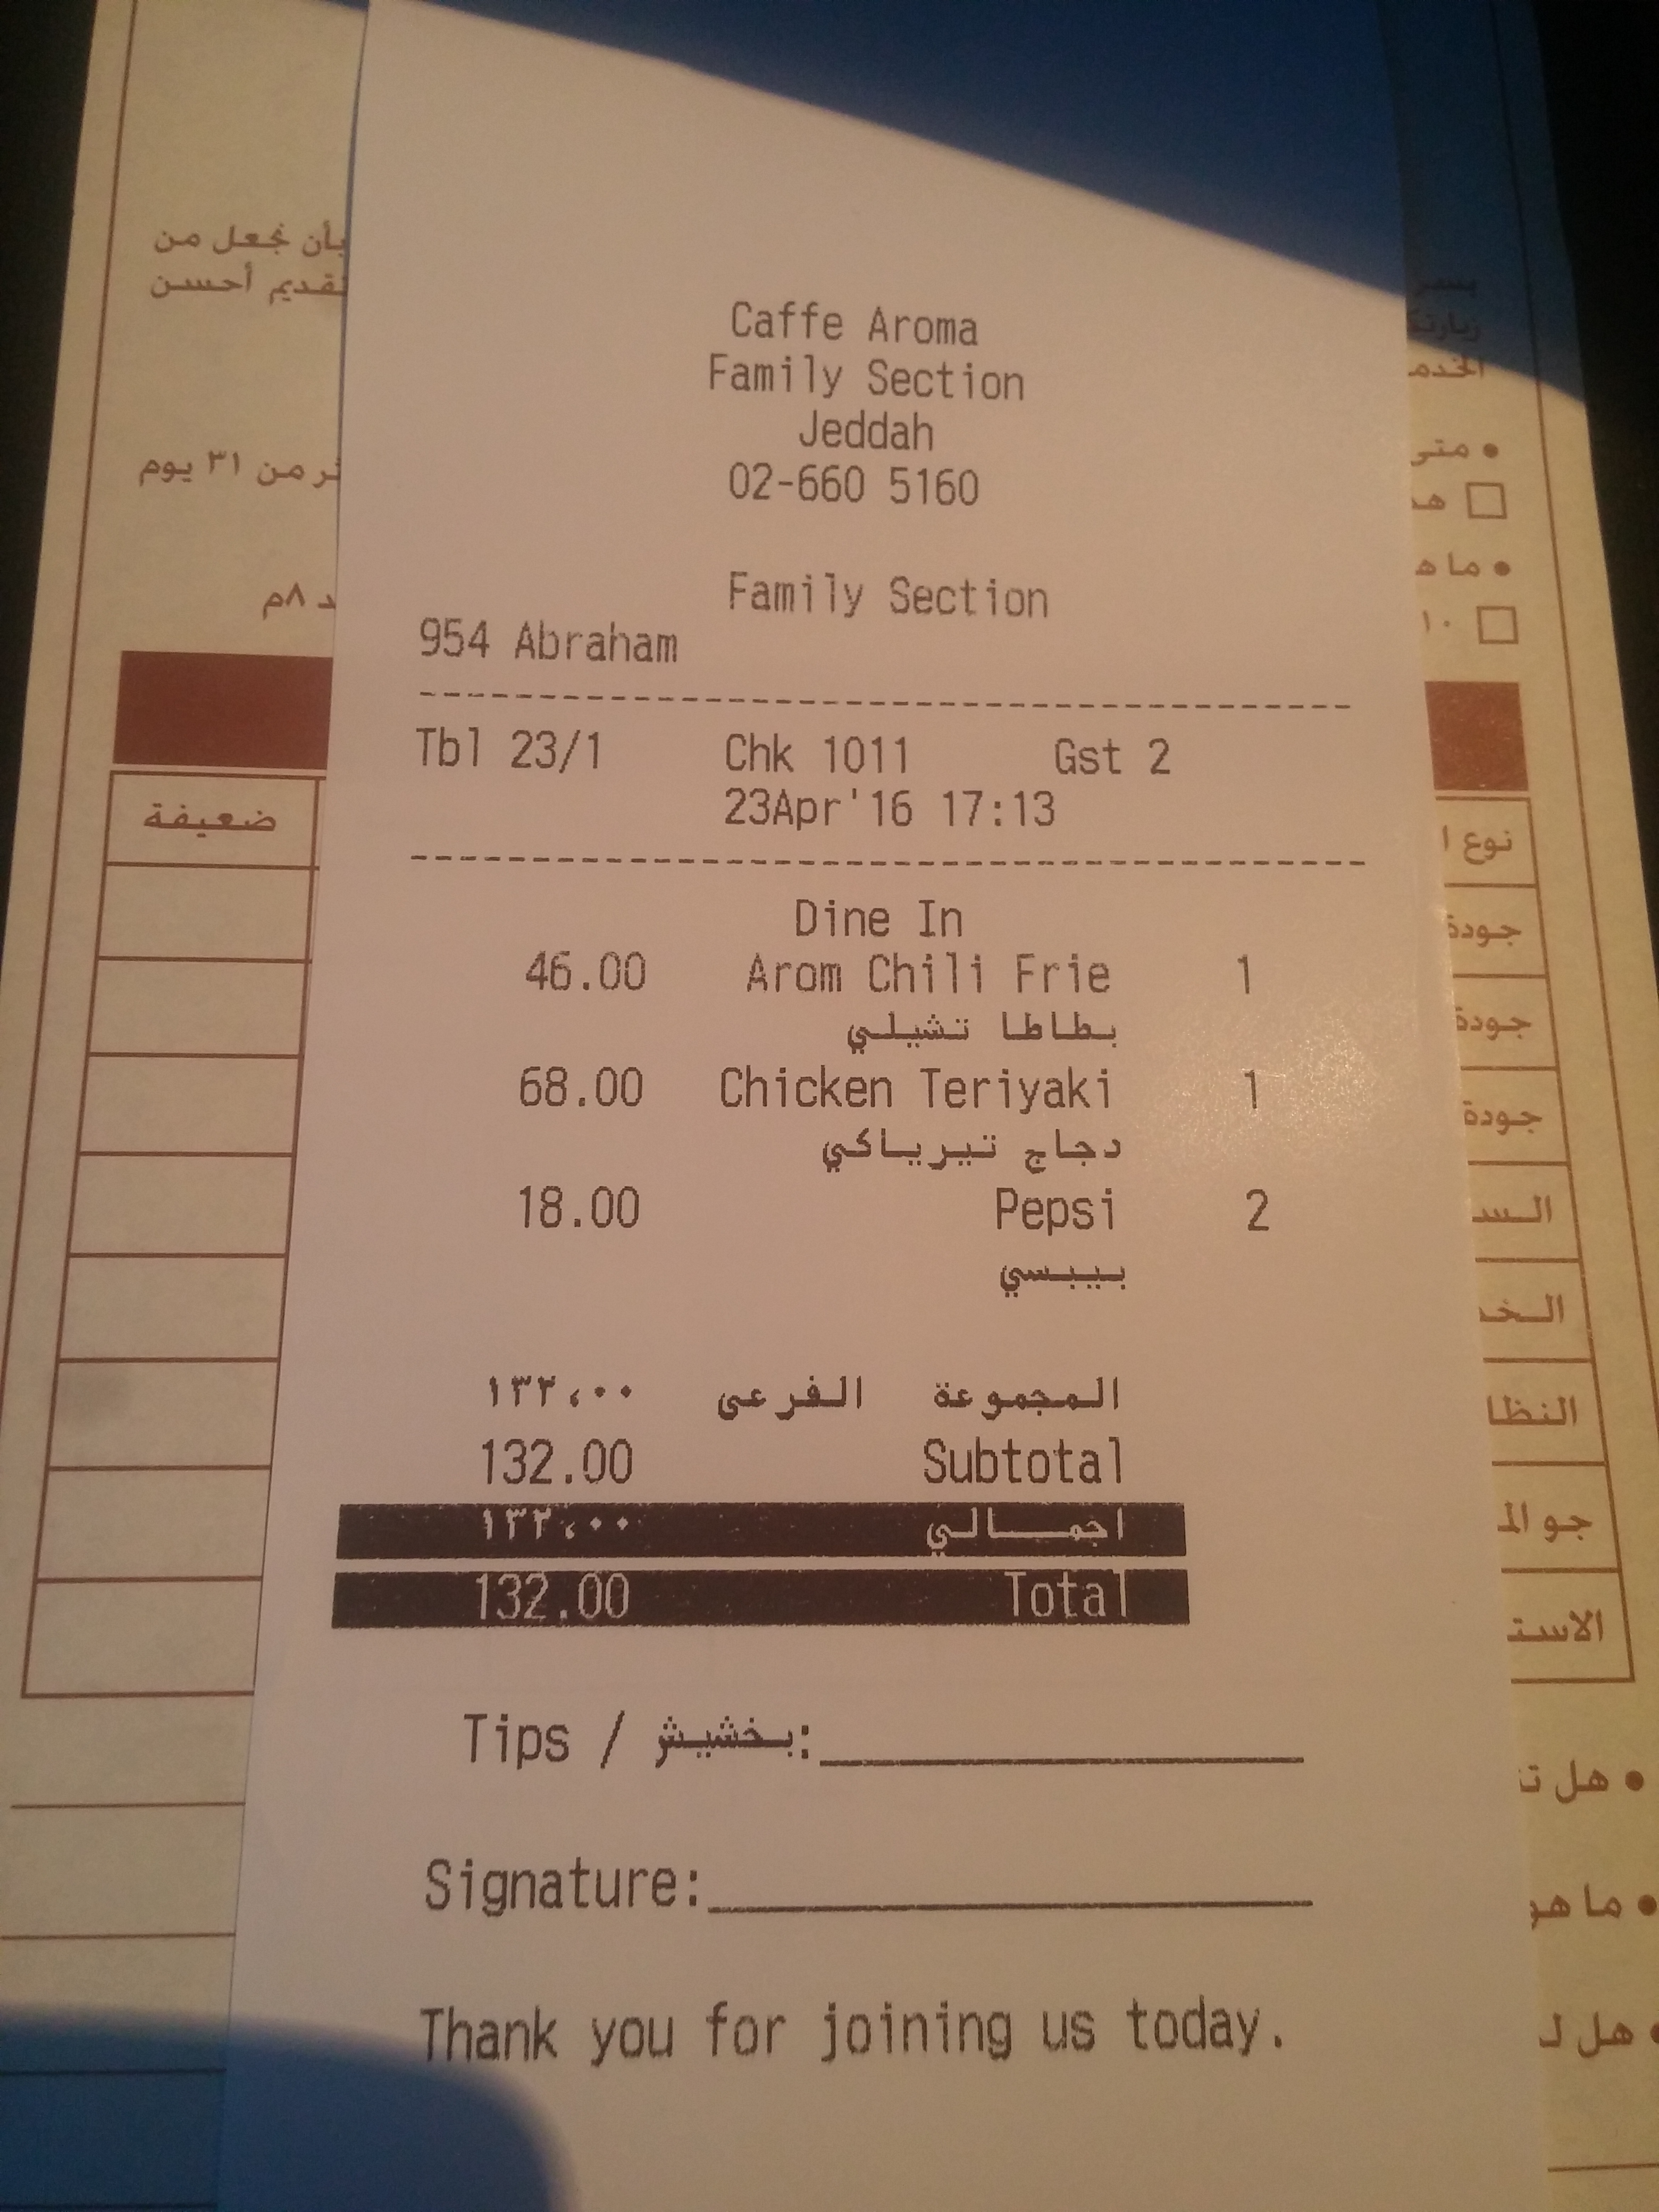 Caffe Aroma
Family Section
Jeddah
02-660 5160
Family Section
954 Abraham
Tbl 23/1 Chk 1011 Gst 2
23Apr'16 17:13
Dine In
46.00 Arom Chili Frie 1
بطاطا تشيلي
68.00 Chicken Teriyaki 1
دجاج تيرياكي
18.00 Pepsi 2
بيبسي
المجموعة الفرعى ١٣٢،٠٠
132.00 Subtotal
اجمالي ١٣٢،٠٠
132.00 Total
Tips / بخشيش:
Signature:
Thank you for joining us today.
بأن نجعل من
تقديم أحسن
من ٣١ يوم
٨م
ضعيفة
متى
١٠
نوع
جودة
جودة
جودة
هل
ما هو
هل